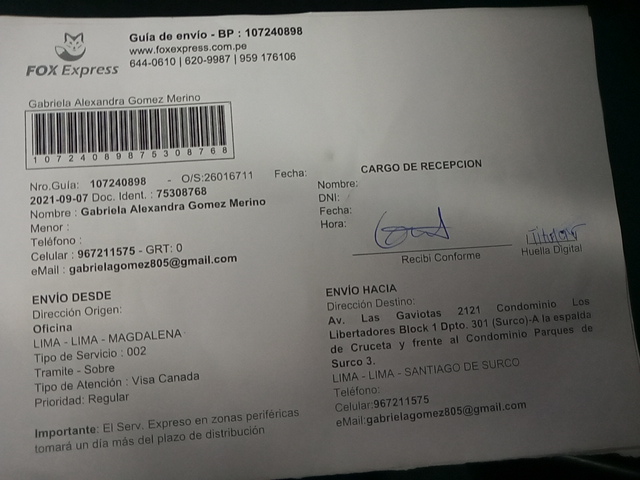 FOX Express
Guía de envío - BP : 107240898
www.foxexpress.com.pe
644-0610 | 620-9987 | 959 176106
Gabriela Alexandra Gomez Merino
10724089875308768
Nro.Guía: 107240898 - O/S:26016711 Fecha:
2021-09-07 Doc. Ident. : 75308768
Nombre : Gabriela Alexandra Gomez Merino
Menor :
Teléfono :
Celular : 967211575 - GRT: 0
eMail : gabrielagomez805@gmail.com
ENVÍO DESDE
Dirección Origen:
Oficina
LIMA - LIMA - MAGDALENA
Tipo de Servicio : 002
Tramite - Sobre
Tipo de Atención : Visa Canada
Prioridad: Regular
Importante: El Serv. Expreso en zonas periféricas
tomará un día más del plazo de distribución
CARGO DE RECEPCION
Nombre:
DNI:
Fecha:
Hora:
Titular
Recibi Conforme
Huella Digital
ENVÍO HACIA
Dirección Destino:
Av. Las Gaviotas 2121 Condominio Los
Libertadores Block 1 Dpto. 301 (Surco)-A la espalda
de Cruceta y frente al Condominio Parques de
Surco 3.
LIMA - LIMA - SANTIAGO DE SURCO
Teléfono:
Celular:967211575
eMail:gabrielagomez805@gmail.com